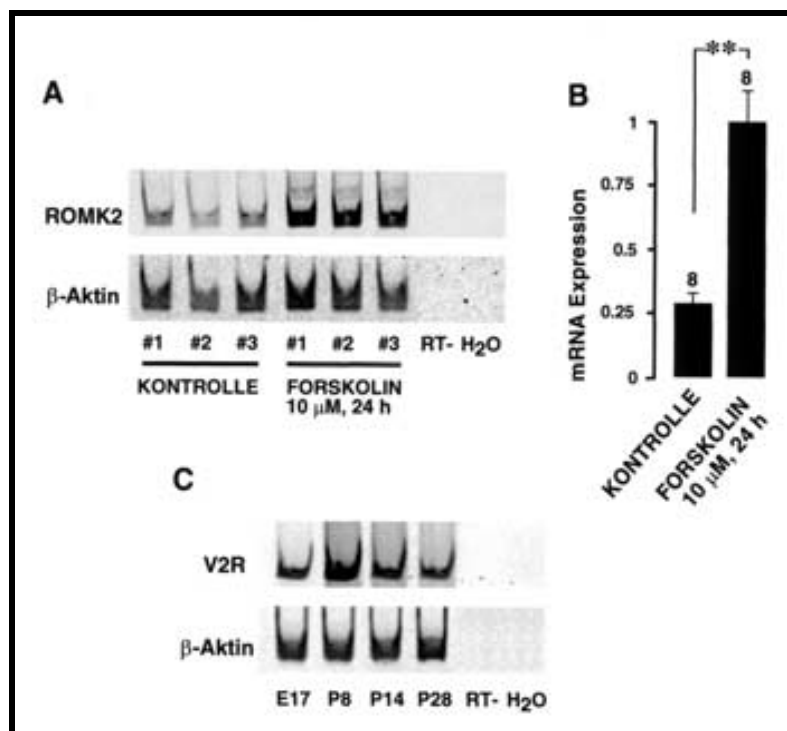 A
ROMK2
β-Aktin
#1 #2 #3 #1 #2 #3 RT- H2O
KONTROLLE FORSKOLIN
10 μM, 24 h
B
**
8
8
1
0.75
0.5
0.25
0
mRNA Expression
KONTROLLE
FORSKOLIN
10 μM, 24 h
C
V2R
β-Aktin
E17 P8 P14 P28 RT- H2O